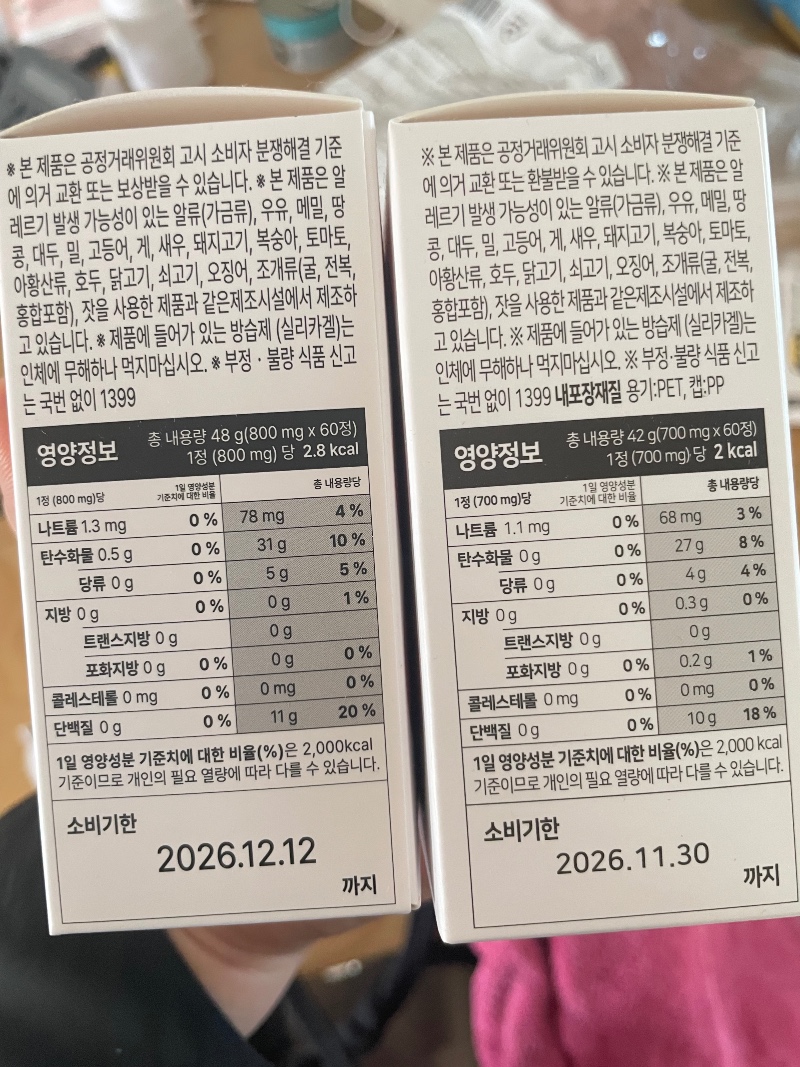 ※ 본 제품은 공정거래위원회 고시 소비자 분쟁해결 기준
에 의거 교환 또는 보상받을 수 있습니다. ※ 본 제품은 알
레르기 발생 가능성이 있는 알류(가금류), 우유, 메밀, 땅
콩, 대두, 밀, 고등어, 게, 새우, 돼지고기, 복숭아, 토마토,
아황산류, 호두, 닭고기, 쇠고기, 오징어, 조개류(굴, 전복,
홍합포함), 잣을 사용한 제품과 같은제조시설에서 제조하
고 있습니다. ※ 제품에 들어가 있는 방습제 (실리카겔)는
인체에 무해하나 먹지마십시오. ※ 부정 · 불량 식품 신고
는 국번 없이 1399
영양정보
총 내용량 48 g(800 mg x 60정)
1정 (800 mg) 당 2.8 kcal
1정 (800 mg)당
1일 영양성분
기준치에 대한 비율
총 내용량당
나트륨 1.3 mg 0 % 78 mg 4 %
탄수화물 0.5 g 0 % 31 g 10 %
당류 0 g 0 % 5 g 5 %
지방 0 g 0 % 0 g 1 %
트랜스지방 0 g 0 g
포화지방 0 g 0 % 0 g 0 %
콜레스테롤 0 mg 0 % 0 mg 0 %
단백질 0 g 0 % 11 g 20 %
1일 영양성분 기준치에 대한 비율(%)은 2,000kcal
기준이므로 개인의 필요 열량에 따라 다를 수 있습니다.
소비기한
2026.12.12
까지
※ 본 제품은 공정거래위원회 고시 소비자 분쟁해결 기준
에 의거 교환 또는 환불받을 수 있습니다. ※ 본 제품은 알
레르기 발생 가능성이 있는 알류(가금류), 우유, 메밀, 땅
콩, 대두, 밀, 고등어, 게, 새우, 돼지고기, 복숭아, 토마토,
아황산류, 호두, 닭고기, 쇠고기, 오징어, 조개류(굴, 전복,
홍합포함), 잣을 사용한 제품과 같은제조시설에서 제조하
고 있습니다. ※ 제품에 들어가 있는 방습제 (실리카겔)는
인체에 무해하나 먹지마십시오. ※ 부정·불량 식품 신고
는 국번 없이 1399 내포장재질 용기:PET, 캡:PP
영양정보
총 내용량 42 g(700 mg x 60정)
1정 (700 mg)당 2 kcal
1정 (700 mg)당
1일 영양성분
기준치에 대한 비율
총 내용량당
나트륨 1.1 mg 0 % 68 mg 3 %
탄수화물 0 g 0 % 27 g 8 %
당류 0 g 0 % 4 g 4 %
지방 0 g 0 % 0.3 g 0 %
트랜스지방 0 g 0 g
포화지방 0 g 0 % 0.2 g 1 %
콜레스테롤 0 mg 0 % 0 mg 0 %
단백질 0 g 0 % 10 g 18 %
1일 영양성분 기준치에 대한 비율(%)은 2,000 kcal
기준이므로 개인의 필요 열량에 따라 다를 수 있습니다.
소비기한
2026.11.30
까지